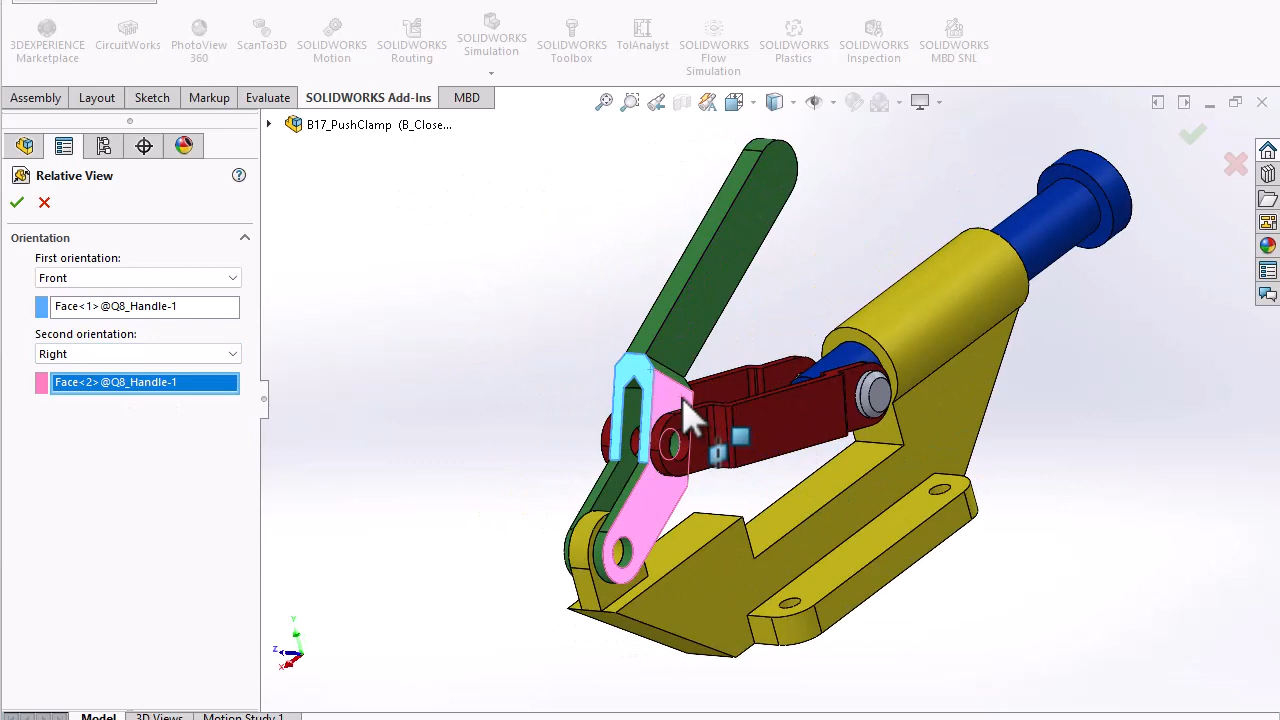 3DEXPERIENCE
Marketplace
CircuitWorks
PhotoView
360
ScanTo3D
SOLIDWORKS
Motion
SOLIDWORKS
Routing
SOLIDWORKS
Simulation
SOLIDWORKS
Toolbox
TolAnalyst
SOLIDWORKS
Flow
Simulation
SOLIDWORKS
Plastics
SOLIDWORKS
Inspection
SOLIDWORKS
MBD SNL
Assembly
Layout
Sketch
Markup
Evaluate
SOLIDWORKS Add-Ins
MBD
B17_PushClamp (B_Close...
Relative View
Orientation
First orientation:
Front
Face<1>@Q8_Handle-1
Second orientation:
Right
Face<2>@Q8_Handle-1
Y
Z
X
Model
3D Views
Motion Study 1